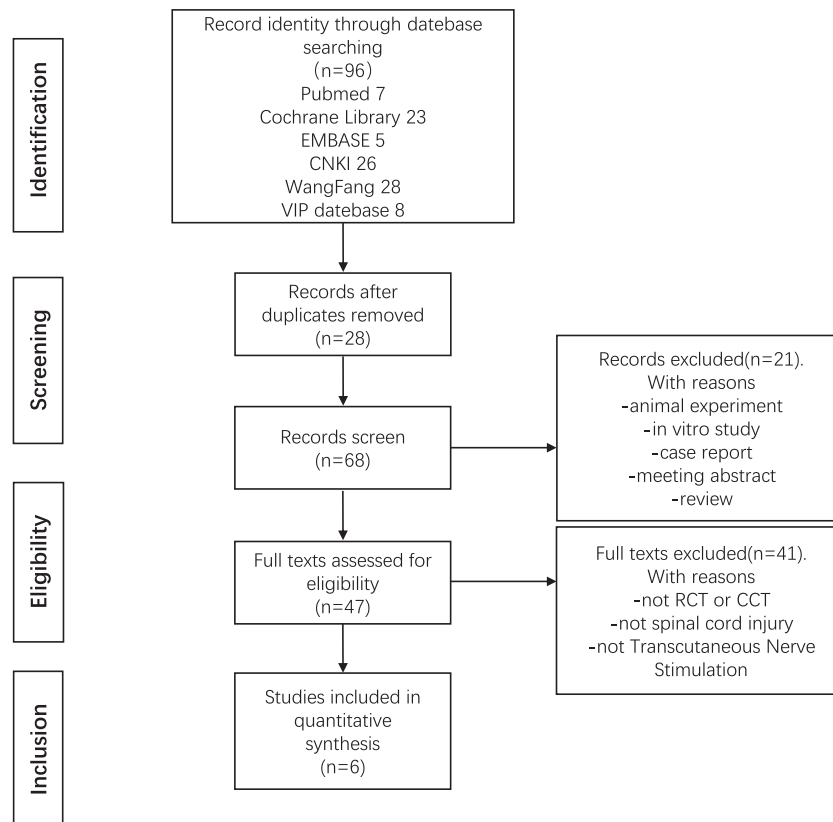 Identification
Record identity through datebase
searching
(n=96)
Pubmed 7
Cochrane Library 23
EMBASE 5
CNKI 26
WangFang 28
VIP datebase 8
Screening
Records after
duplicates removed
(n=28)
Records screen
(n=68)
Records excluded(n=21).
With reasons
-animal experiment
-in vitro study
-case report
-meeting abstract
-review
Eligibility
Full texts assessed for
eligibility
(n=47)
Full texts excluded(n=41).
With reasons
-not RCT or CCT
-not spinal cord injury
-not Transcutaneous Nerve
Stimulation
Inclusion
Studies included in
quantitative
synthesis
(n=6)